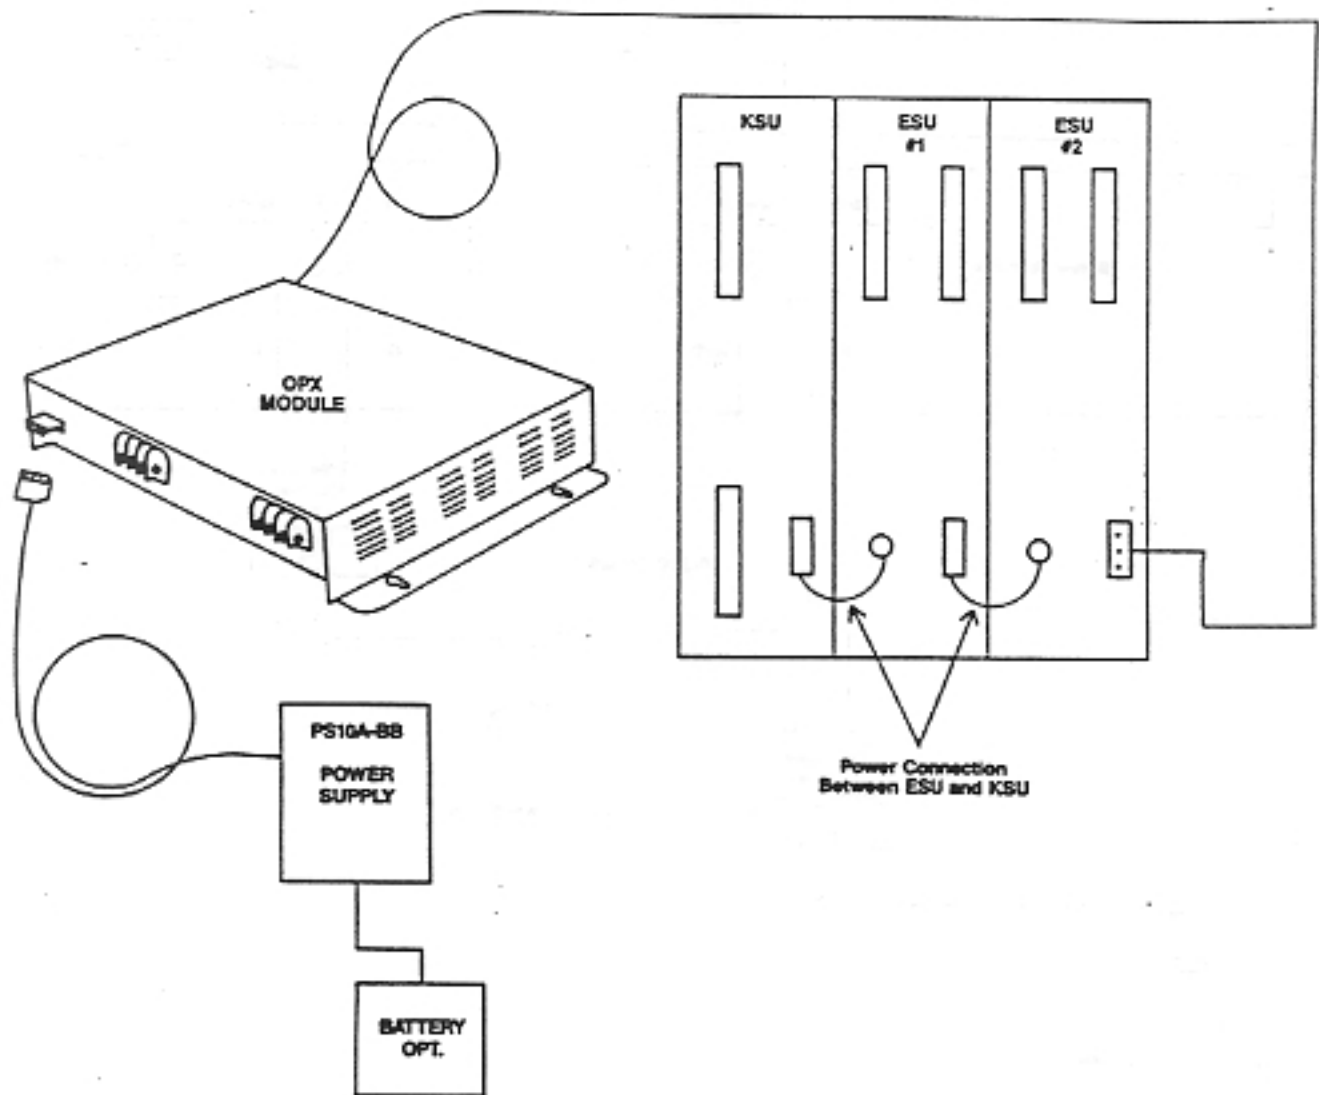 KSU
ESU
#1
ESU
#2
OPX
MODULE
PS10A-BB
POWER
SUPPLY
Power Connection
Between ESU and KSU
BATTERY
OPT.